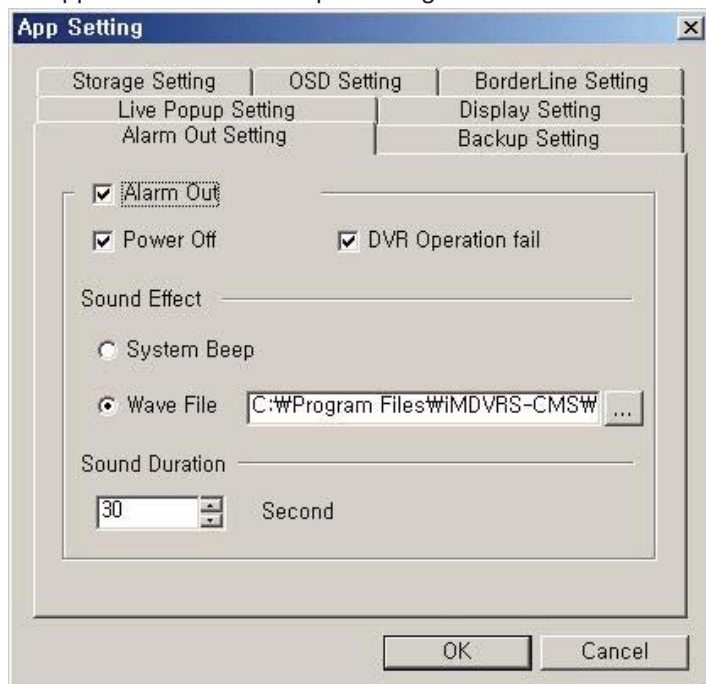 App Setting
Storage Setting OSD Setting BorderLine Setting
Live Popup Setting Display Setting
Alarm Out Setting Backup Setting
Alarm Out
Power Off DVR Operation fail
Sound Effect
System Beep
Wave File C:₩Program Files₩iMDVRS-CMS₩ ...
Sound Duration
30 Second
OK Cancel